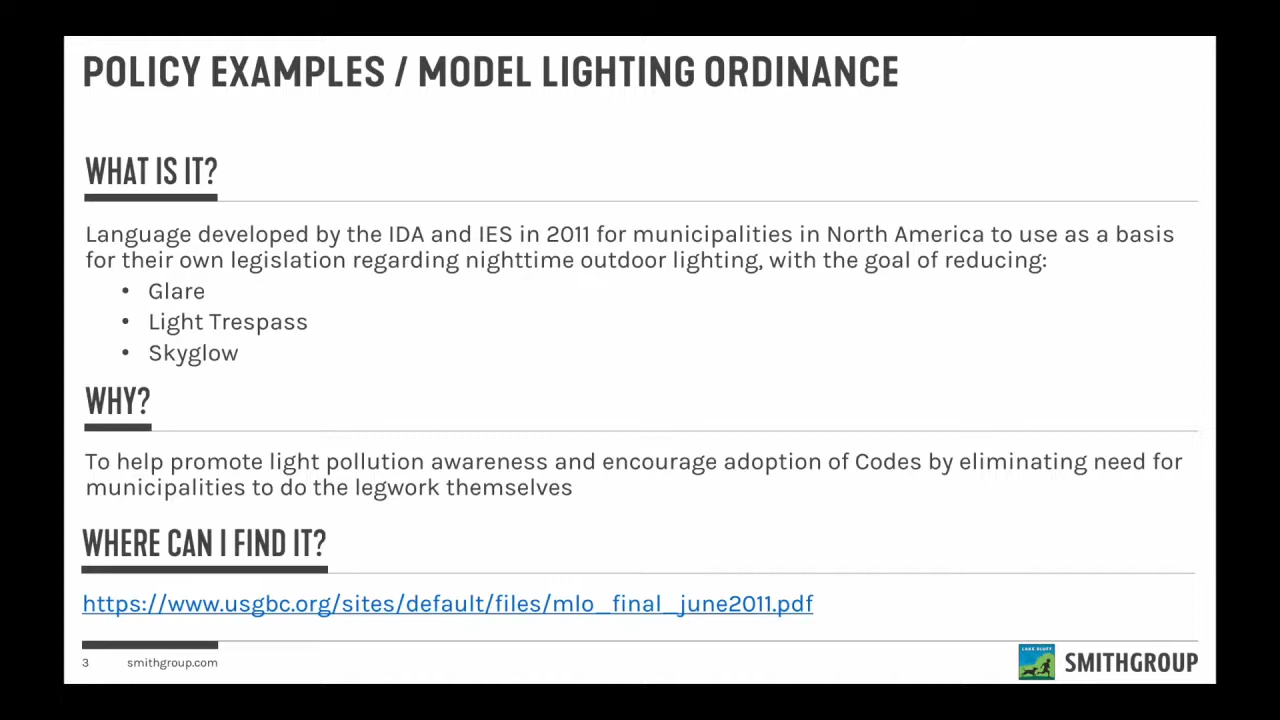 POLICY EXAMPLES / MODEL LIGHTING ORDINANCE
WHAT IS IT?
Language developed by the IDA and IES in 2011 for municipalities in North America to use as a basis
for their own legislation regarding nighttime outdoor lighting, with the goal of reducing:
• Glare
• Light Trespass
• Skyglow
WHY?
To help promote light pollution awareness and encourage adoption of Codes by eliminating need for
municipalities to do the legwork themselves
WHERE CAN I FIND IT?
https://www.usgbc.org/sites/default/files/mlo_final_june2011.pdf
3 smithgroup.com
LAKE BLUFF
SMITHGROUP